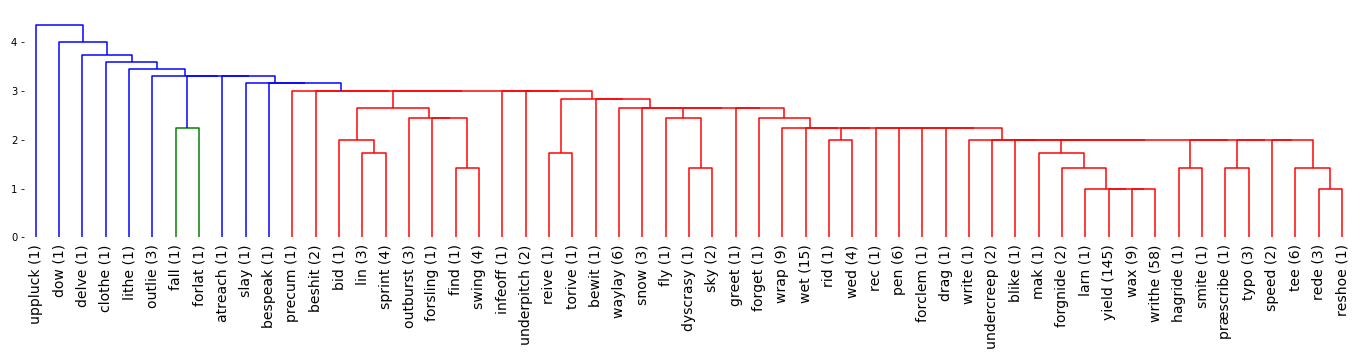 4
3
2
1
0
uppluck (1)
dow (1)
delve (1)
clothe (1)
lithe (1)
outlie (3)
fall (1)
forlat (1)
atreach (1)
slay (1)
bespeak (1)
precum (1)
beshit (2)
bid (1)
lin (3)
sprint (4)
outburst (3)
forsling (1)
find (1)
swing (4)
infeoff (1)
underpitch (2)
reive (1)
torive (1)
bewit (1)
waylay (6)
snow (3)
fly (1)
dyscrasy (1)
sky (2)
greet (1)
forget (1)
wrap (9)
wet (15)
rid (1)
wed (4)
rec (1)
pen (6)
forclem (1)
drag (1)
write (1)
undercreep (2)
blike (1)
mak (1)
forgnide (2)
larn (1)
yield (145)
wax (9)
writhe (58)
hagride (1)
smite (1)
præscribe (1)
typo (3)
speed (2)
tee (6)
rede (3)
reshoe (1)